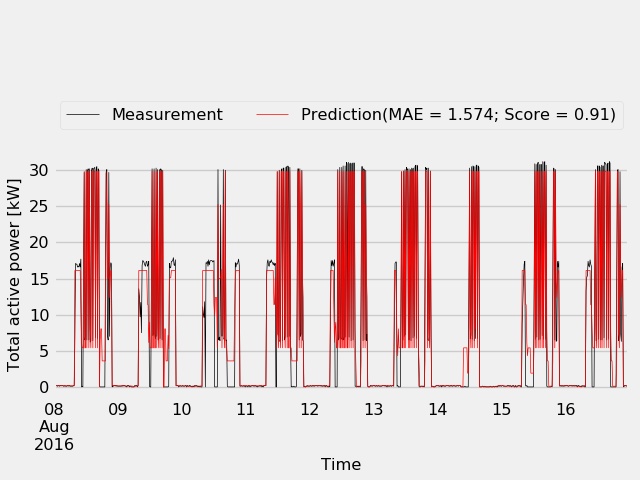 Measurement
Prediction(MAE = 1.574; Score = 0.91)
Total active power [kW]
30
25
20
15
10
5
0
08 09 10 11 12 13 14 15 16
Aug
2016
Time